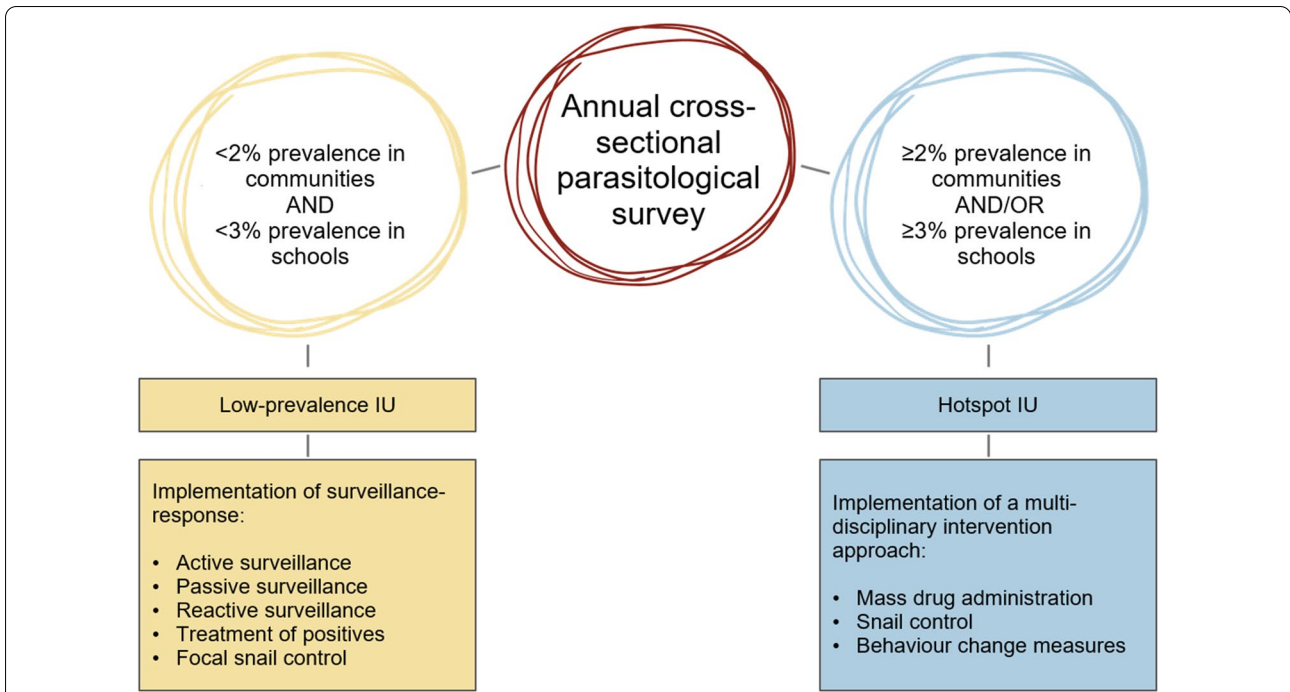 Annual cross-
sectional
parasitological
survey
<2% prevalence in
communities
AND
<3% prevalence in
schools
≥2% prevalence in
communities
AND/OR
≥3% prevalence in
schools
Low-prevalence IU
Hotspot IU
Implementation of surveillance-
response:
• Active surveillance
• Passive surveillance
• Reactive surveillance
• Treatment of positives
• Focal snail control
Implementation of a multi-
disciplinary intervention
approach:
• Mass drug administration
• Snail control
• Behaviour change measures